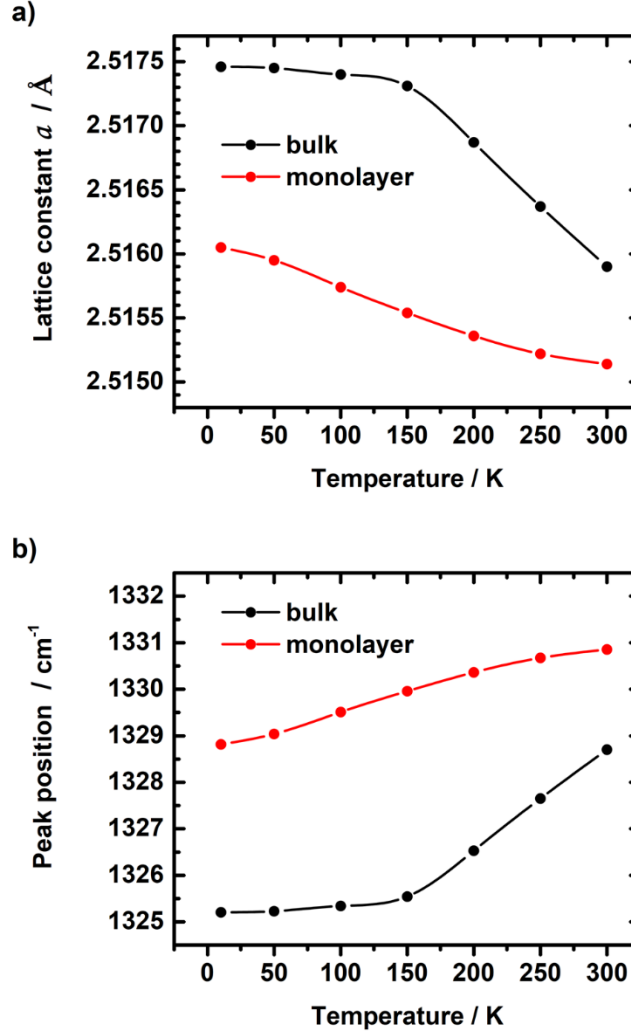 a)
Lattice constant a / Å
2.5175
2.5170
2.5165
2.5160
2.5155
2.5150
bulk
monolayer
0 50 100 150 200 250 300
Temperature / K
b)
Peak position / cm⁻¹
1332
1331
1330
1329
1328
1327
1326
1325
bulk
monolayer
0 50 100 150 200 250 300
Temperature / K